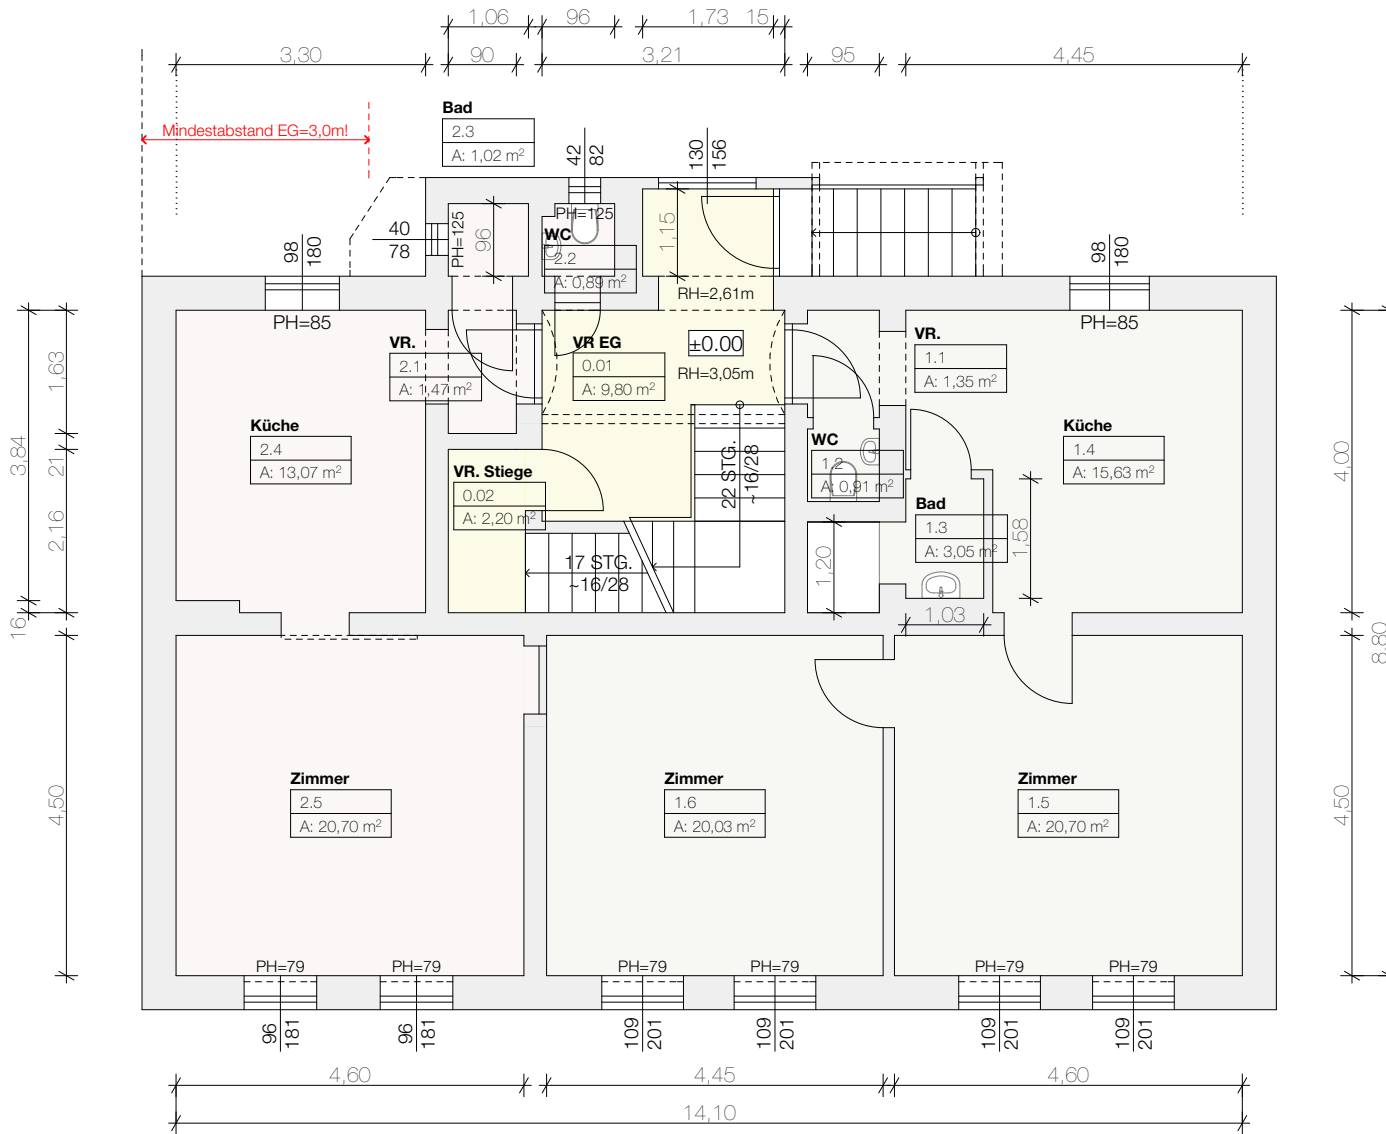 1,06
96
1,73
15
3,30
90
3,21
95
4,45
Mindestabstand EG=3,0m!
Bad
2.3
A: 1,02 m²
42
82
130
156
40
78
PH=125
96
PH=125
WC
2.2
A: 0,89 m²
1,15
RH=2,61m
98
180
PH=85
98
180
PH=85
VR.
2.1
A: 1,47 m²
VR EG
0.01
A: 9,80 m²
±0.00
RH=3,05m
VR.
1.1
A: 1,35 m²
Küche
2.4
A: 13,07 m²
VR. Stiege
0.02
A: 2,20 m²
22 STG.
~16/28
17 STG.
~16/28
WC
1.2
A: 0,91 m²
Küche
1.4
A: 15,63 m²
Bad
1.3
A: 3,05 m²
1,58
1,20
1,03
3,84
16
1,63
21
2,16
4,50
4,00
4,50
8,80
Zimmer
2.5
A: 20,70 m²
Zimmer
1.6
A: 20,03 m²
Zimmer
1.5
A: 20,70 m²
PH=79
PH=79
PH=79
PH=79
PH=79
PH=79
96
181
96
181
109
201
109
201
109
201
109
201
4,60
4,45
4,60
14,10